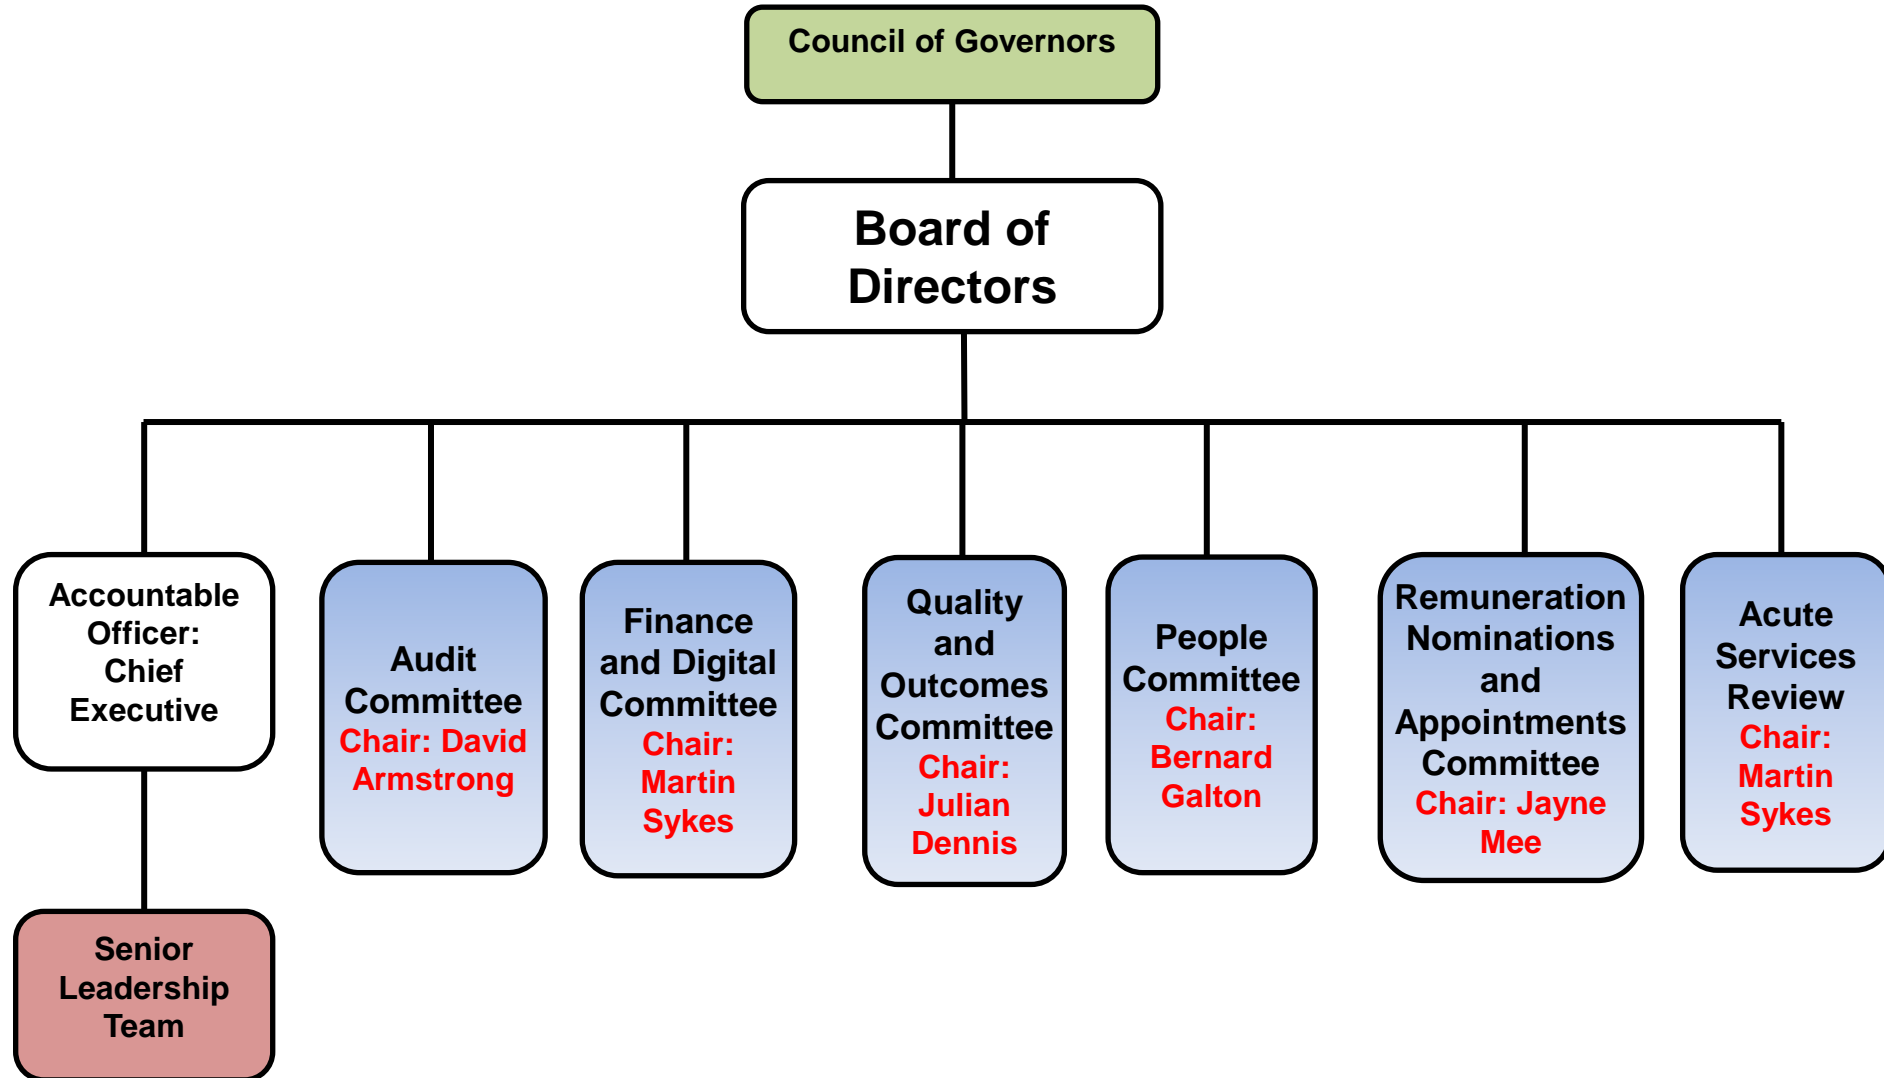 Council of Governors
Board of
Directors
Accountable
Officer:
Chief
Executive
Audit
Committee
Chair: David
Armstrong
Finance
and Digital
Committee
Chair:
Martin
Sykes
Quality
and
Outcomes
Committee
Chair:
Julian
Dennis
People
Committee
Chair:
Bernard
Galton
Remuneration
Nominations
and
Appointments
Committee
Chair: Jayne
Mee
Acute
Services
Review
Chair:
Martin
Sykes
Senior
Leadership
Team